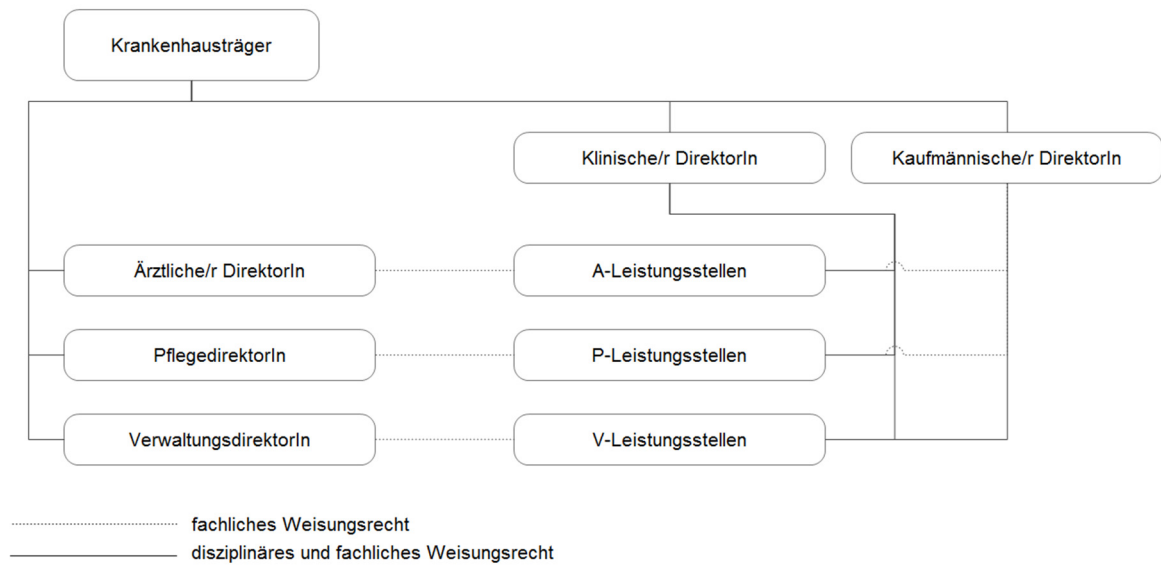 Krankenhausträger
Klinische/r DirektorIn
Kaufmännische/r DirektorIn
Ärztliche/r DirektorIn
A-Leistungsstellen
PflegedirektorIn
P-Leistungsstellen
VerwaltungsdirektorIn
V-Leistungsstellen
fachliches Weisungsrecht
disziplinäres und fachliches Weisungsrecht